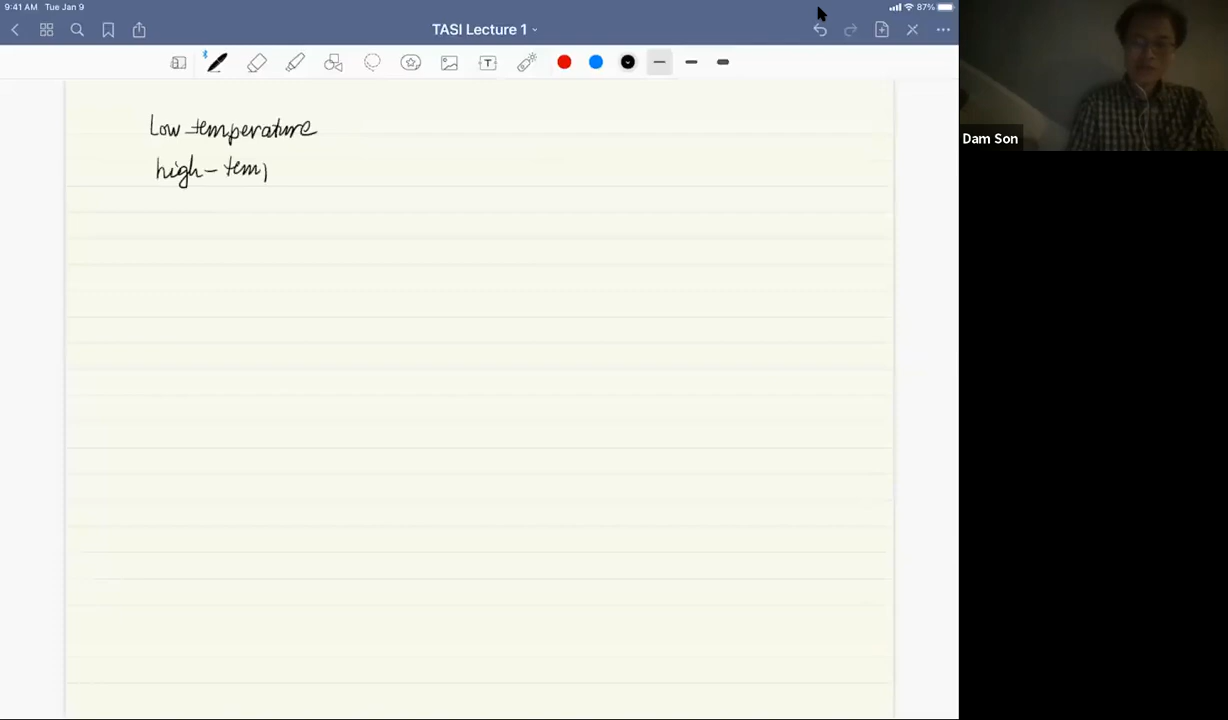 9:41 AM Tue Jan 9
87%
TASI Lecture 1
T
Low temperature
high-temp
Dam Son